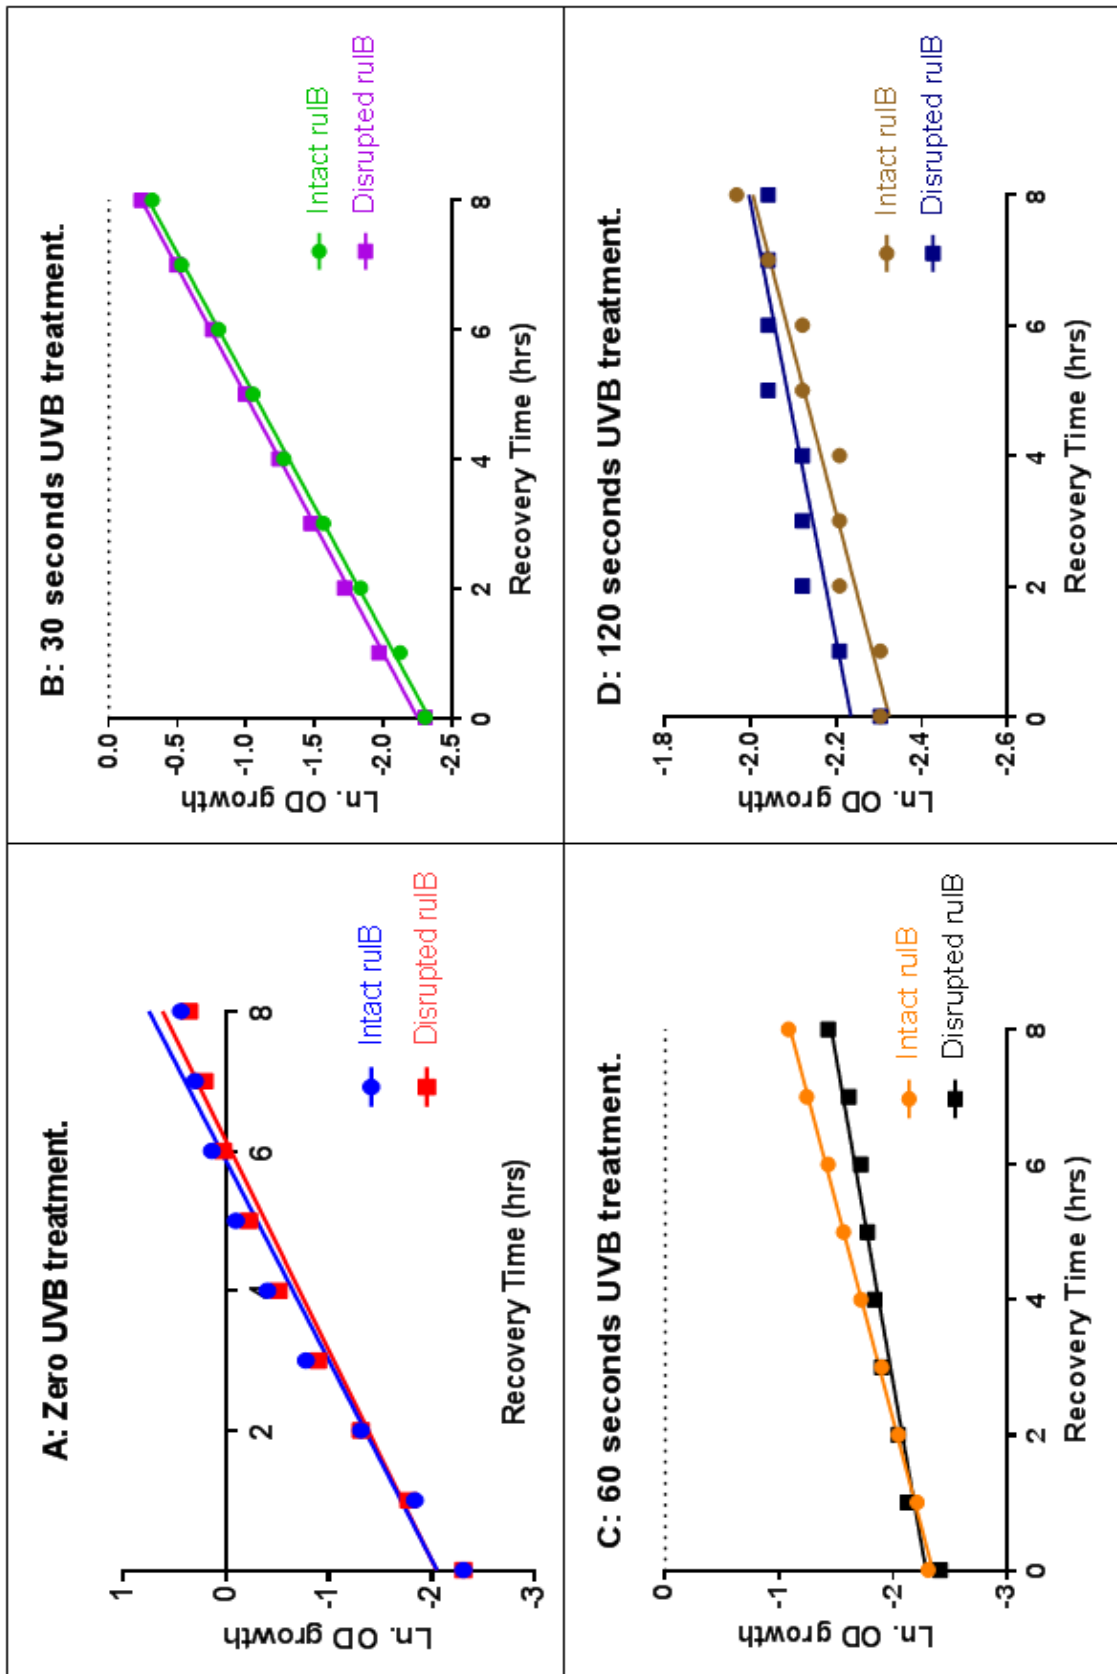 A: Zero UVB treatment.
1
0
-1
-2
-3
Ln. OD growth
2
4
6
8
Recovery Time (hrs)
Intact rulB
Disrupted rulB
B: 30 seconds UVB treatment.
0.0
-0.5
-1.0
-1.5
-2.0
-2.5
Ln. OD growth
0
2
4
6
8
Recovery Time (hrs)
Intact rulB
Disrupted rulB
C: 60 seconds UVB treatment.
0
-1
-2
-3
Ln. OD growth
0
2
4
6
8
Recovery Time (hrs)
Intact rulB
Disrupted rulB
D: 120 seconds UVB treatment.
-1.8
-2.0
-2.2
-2.4
-2.6
Ln. OD growth
0
2
4
6
8
Recovery Time (hrs)
Intact rulB
Disrupted rulB